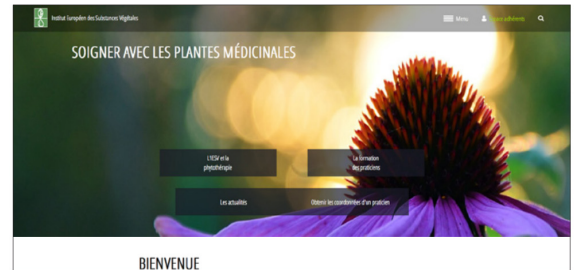 Institut Européen des Substances Végétales
Menu
Espace adhérents
SOIGNER AVEC LES PLANTES MÉDICINALES
L'IESV et la
phytothérapie
La formation
des praticiens
Les actualités
Obtenir les coordonnées d'un praticien
BIENVENUE